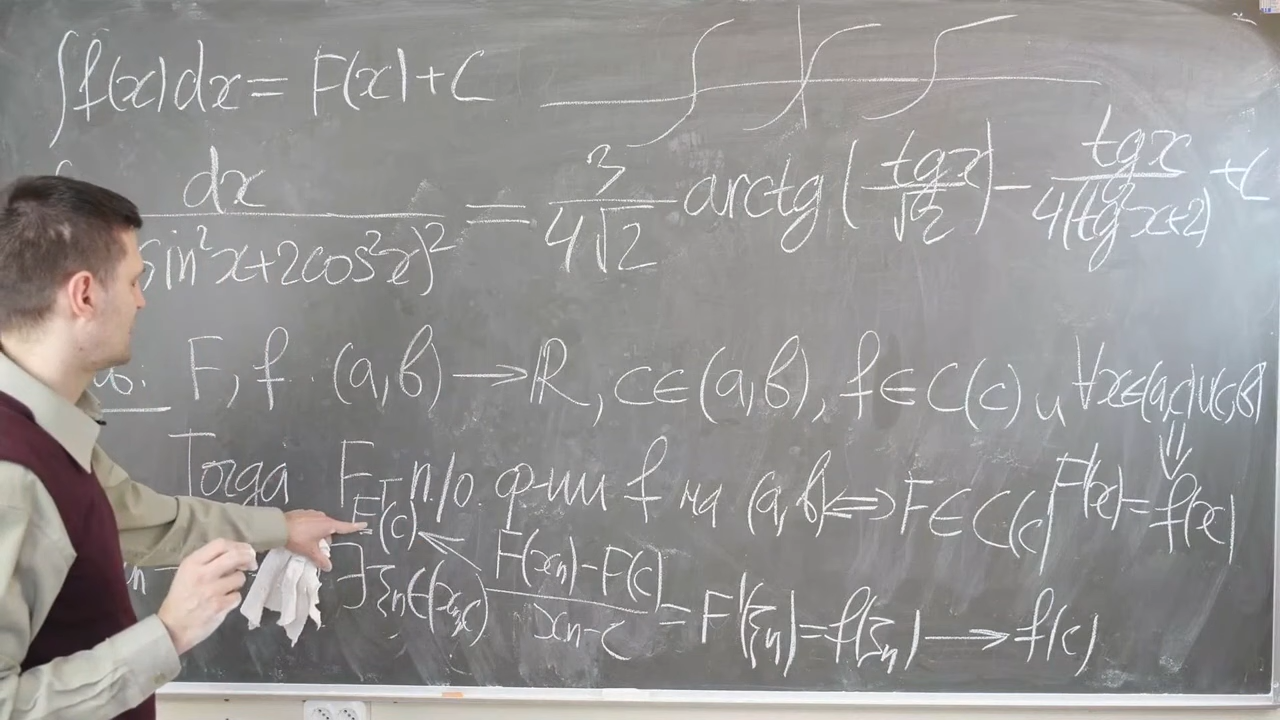 ∫f(x)dx = F(x)+C
dx / (sin²x+2cos²x)² = 3/(4√2) arctg(tgx/√2) − tgx/(4(tg²x+2)) +C
F, f : (a,b) → ℝ, c∈(a,b), f∈C(c) и ∀x∈(a,c)∪(c,b)
⇓
Тогда F – п/о ф-ции f на (a,b) ⇔ F∈C(c) F'(x)=f(x)
F'(c) ← (F(xₙ)−F(c))/(xₙ−c) = F'(ξₙ)=f(ξₙ) → f(c)
∃ξₙ∈(xₙ,c)